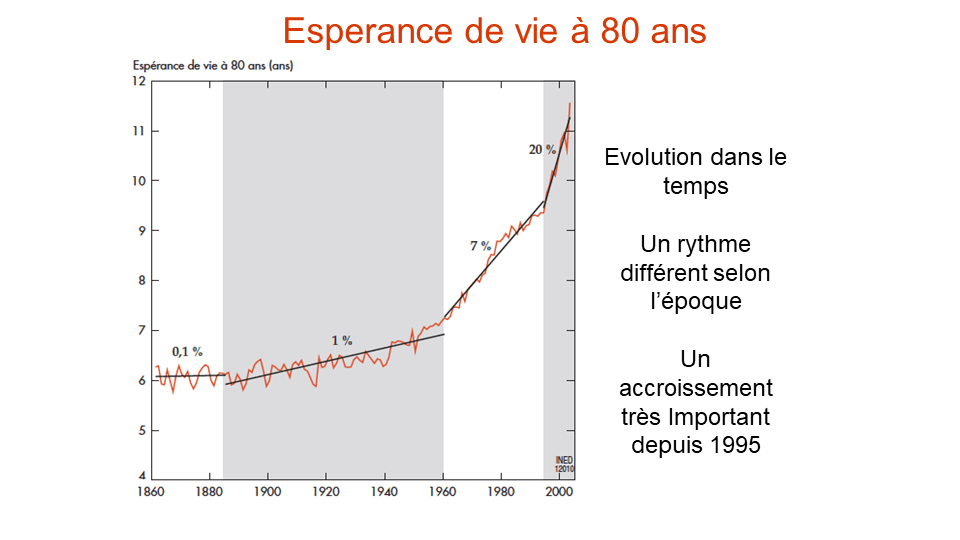 Esperance de vie à 80 ans
Espérance de vie à 80 ans (ans)
12
11
10
9
8
7
6
5
4
0,1 %
1 %
7 %
20 %
INED
12010
1860
1880
1900
1920
1940
1960
1980
2000
Evolution dans le
temps
Un rythme
différent selon
l’époque
Un
accroissement
très Important
depuis 1995